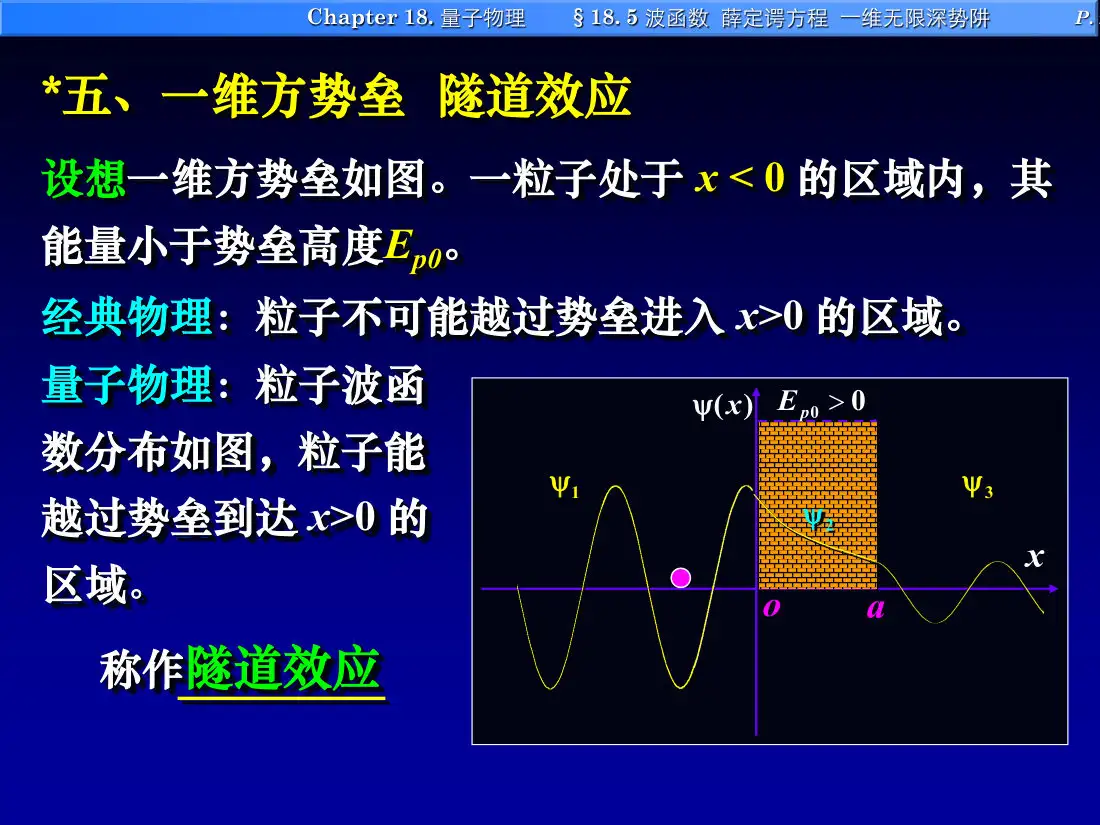 Chapter 18. 量子物理 § 18. 5 波函数 薛定谔方程 一维无限深势阱 P.
*五、一维方势垒 隧道效应
设想一维方势垒如图。一粒子处于 x < 0 的区域内，其
能量小于势垒高度Ep0。
经典物理：粒子不可能越过势垒进入 x>0 的区域。
量子物理：粒子波函
数分布如图，粒子能
越过势垒到达 x>0 的
区域。
称作隧道效应
ψ(x) Ep0 > 0
ψ1 ψ2 ψ3
x
o a